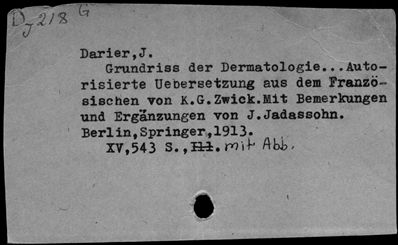 Dj 218 G
Darier,J.
Grundriss der Dermatologie...Auto-
risierte Uebersetzung aus dem Franzö-
sischen von K.G.Zwick.Mit Bemerkungen
und Ergänzungen von J.Jadassohn.
Berlin,Springer,1913.
XV,543 S.,Ill. mit Abb.